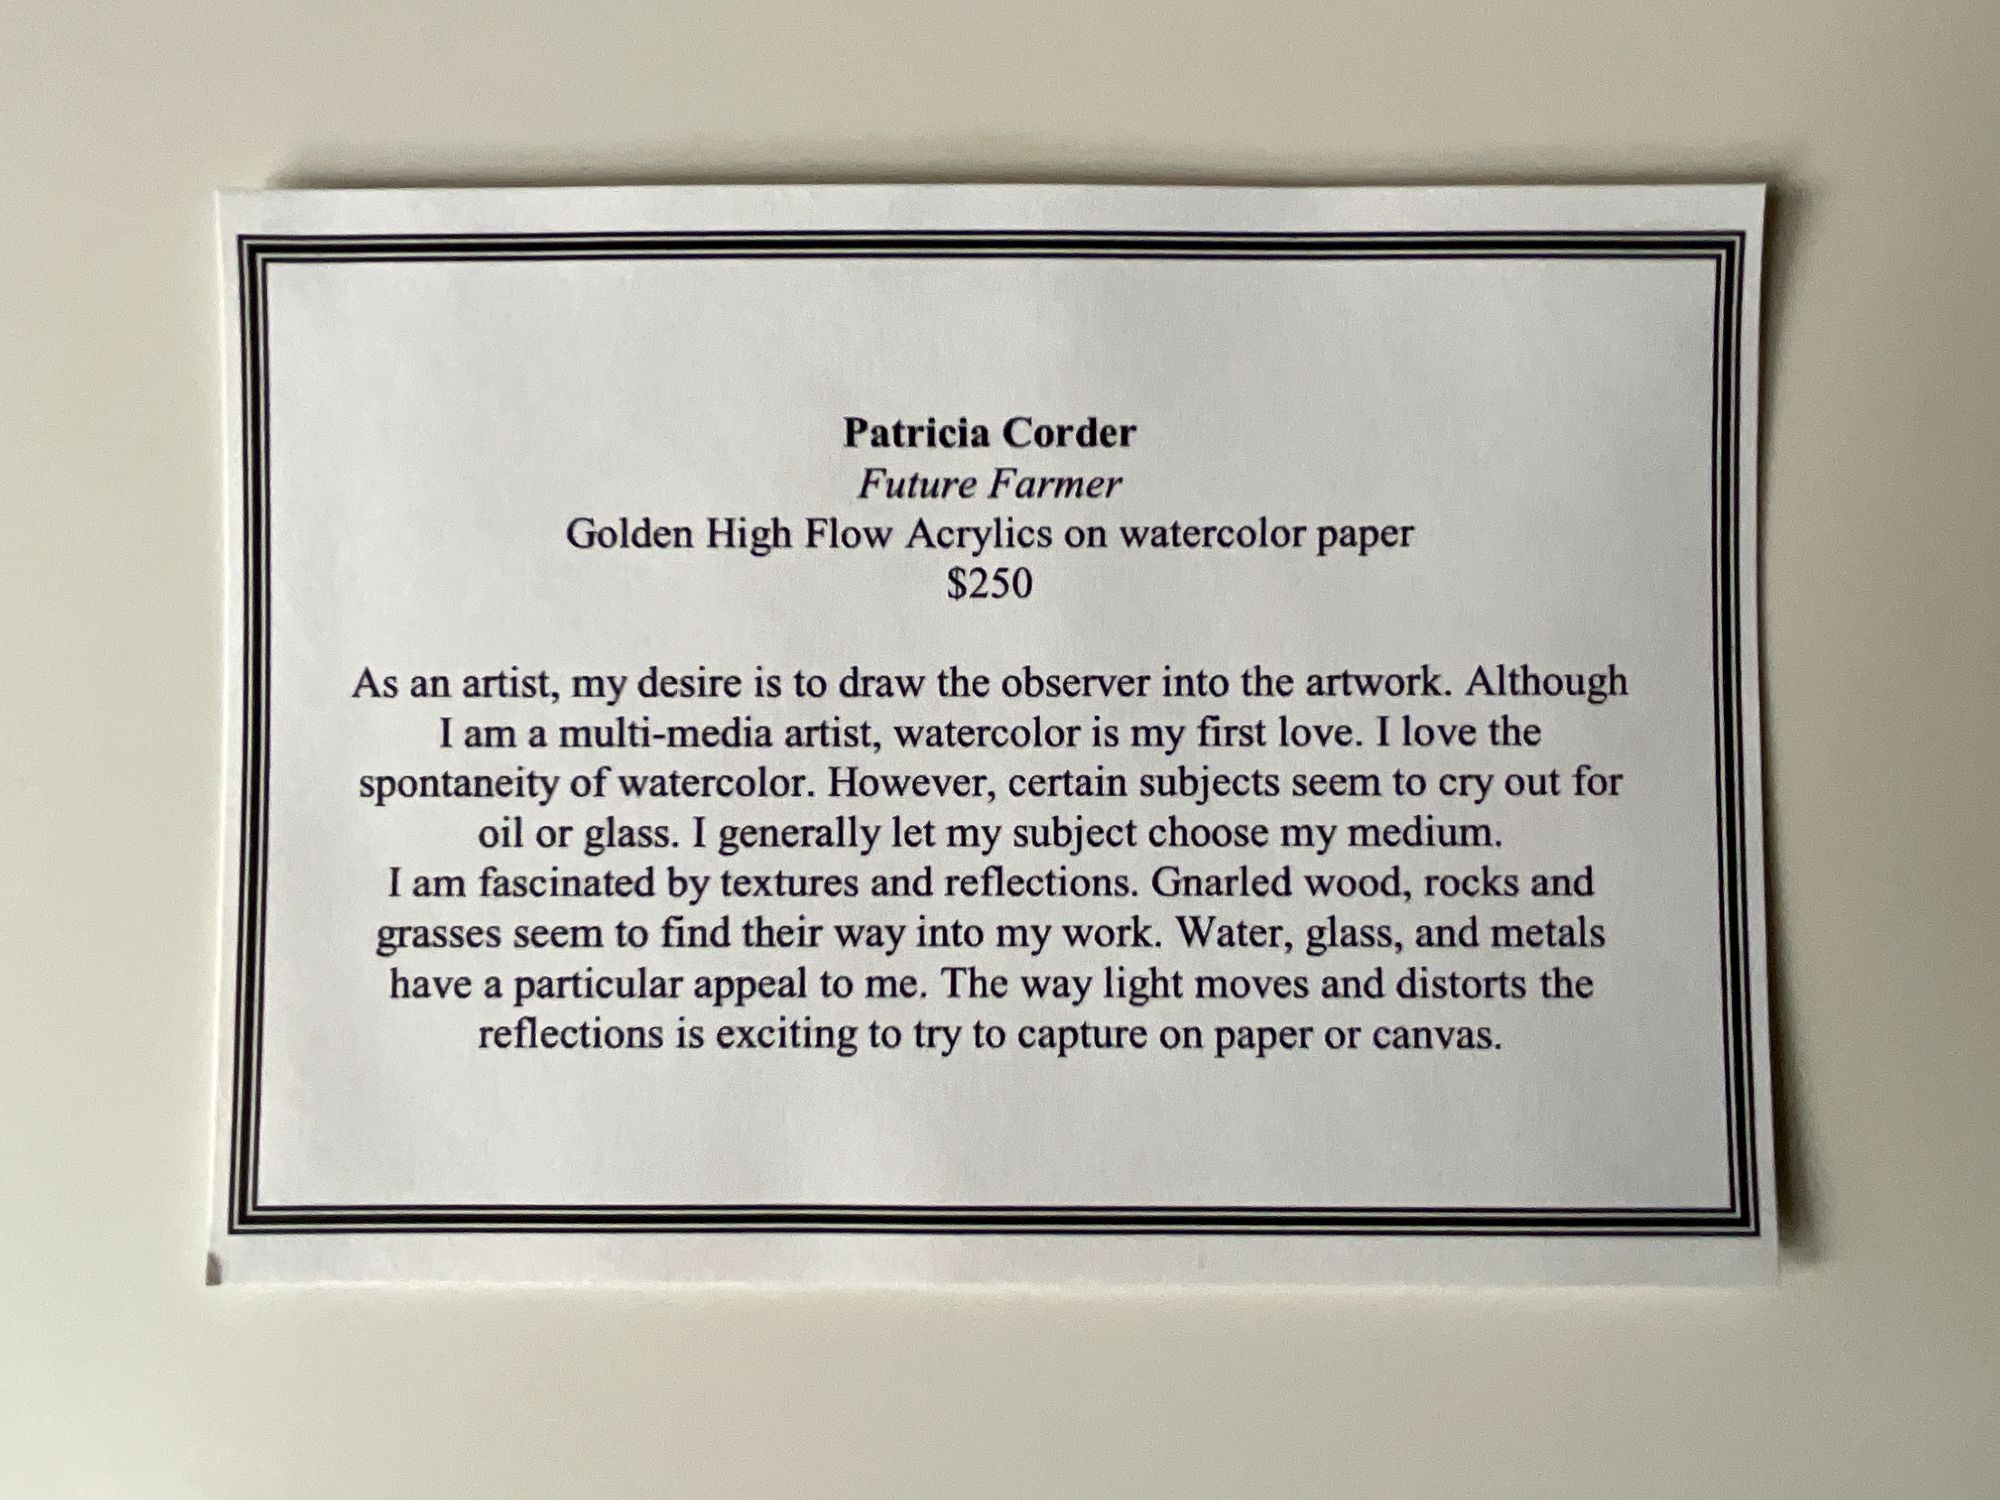 Patricia Corder
Future Farmer
Golden High Flow Acrylics on watercolor paper
$250
As an artist, my desire is to draw the observer into the artwork. Although
I am a multi-media artist, watercolor is my first love. I love the
spontaneity of watercolor. However, certain subjects seem to cry out for
oil or glass. I generally let my subject choose my medium.
I am fascinated by textures and reflections. Gnarled wood, rocks and
grasses seem to find their way into my work. Water, glass, and metals
have a particular appeal to me. The way light moves and distorts the
reflections is exciting to try to capture on paper or canvas.